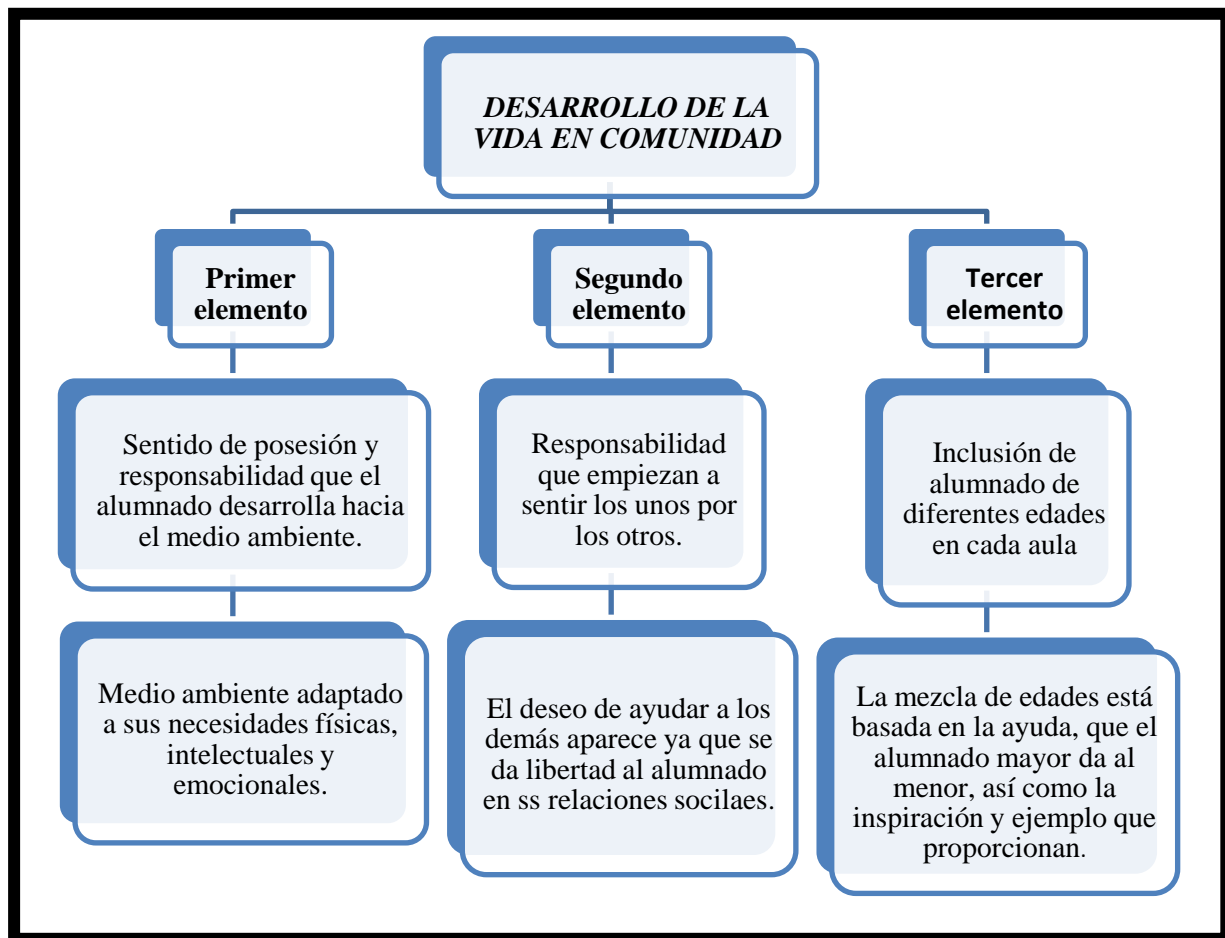 DESARROLLO DE LA
VIDA EN COMUNIDAD
Primer
elemento
Segundo
elemento
Tercer
elemento
Sentido de posesión y
responsabilidad que el
alumnado desarrolla hacia
el medio ambiente.
Responsabilidad
que empiezan a
sentir los unos por
los otros.
Inclusión de
alumnado de
diferentes edades
en cada aula
Medio ambiente adaptado
a sus necesidades físicas,
intelectuales y
emocionales.
El deseo de ayudar a los
demás aparece ya que se
da libertad al alumnado
en ss relaciones socilaes.
La mezcla de edades está
basada en la ayuda, que el
alumnado mayor da al
menor, así como la
inspiración y ejemplo que
proporcionan.